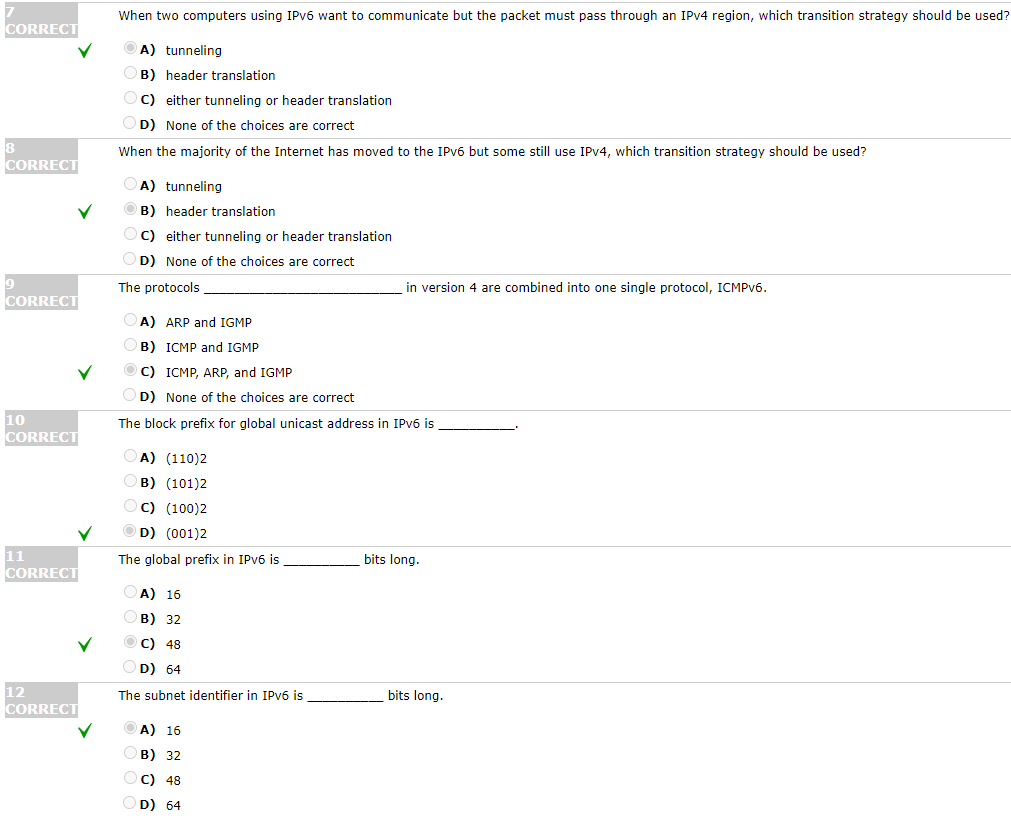 7
CORRECT
When two computers using IPv6 want to communicate but the packet must pass through an IPv4 region, which transition strategy should be used?
A) tunneling
B) header translation
C) either tunneling or header translation
D) None of the choices are correct
8
CORRECT
When the majority of the Internet has moved to the IPv6 but some still use IPv4, which transition strategy should be used?
A) tunneling
B) header translation
C) either tunneling or header translation
D) None of the choices are correct
9
CORRECT
The protocols __________________________ in version 4 are combined into one single protocol, ICMPv6.
A) ARP and IGMP
B) ICMP and IGMP
C) ICMP, ARP, and IGMP
D) None of the choices are correct
10
CORRECT
The block prefix for global unicast address in IPv6 is __________.
A) (110)2
B) (101)2
C) (100)2
D) (001)2
11
CORRECT
The global prefix in IPv6 is __________ bits long.
A) 16
B) 32
C) 48
D) 64
12
CORRECT
The subnet identifier in IPv6 is __________ bits long.
A) 16
B) 32
C) 48
D) 64